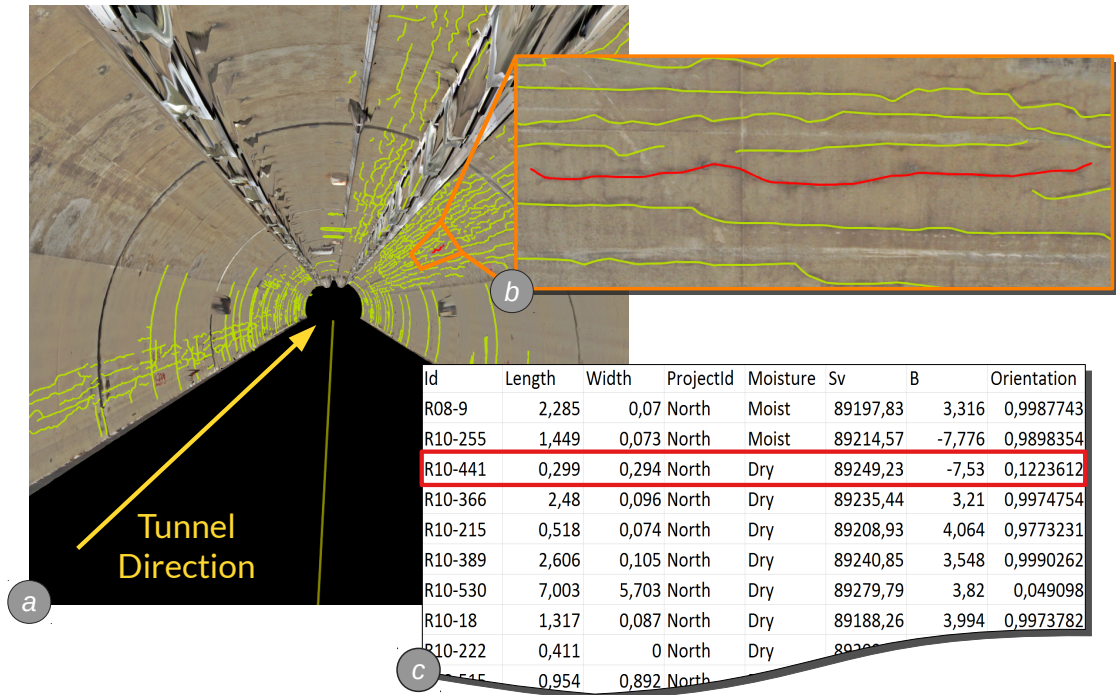 b
Tunnel
Direction
a
Id Length Width ProjectId Moisture Sv B Orientation
R08-9 2,285 0,07 North Moist 89197,83 3,316 0,9987743
R10-255 1,449 0,073 North Moist 89214,57 -7,776 0,9898354
R10-441 0,299 0,294 North Dry 89249,23 -7,53 0,1223612
R10-366 2,48 0,096 North Dry 89235,44 3,21 0,9974754
R10-215 0,518 0,074 North Dry 89208,93 4,064 0,9773231
R10-389 2,606 0,105 North Dry 89240,85 3,548 0,9990262
R10-530 7,003 5,703 North Dry 89279,79 3,82 0,049098
R10-18 1,317 0,087 North Dry 89188,26 3,994 0,9973782
R10-222 0,411 0 North Dry
0,954 0,892 North
c